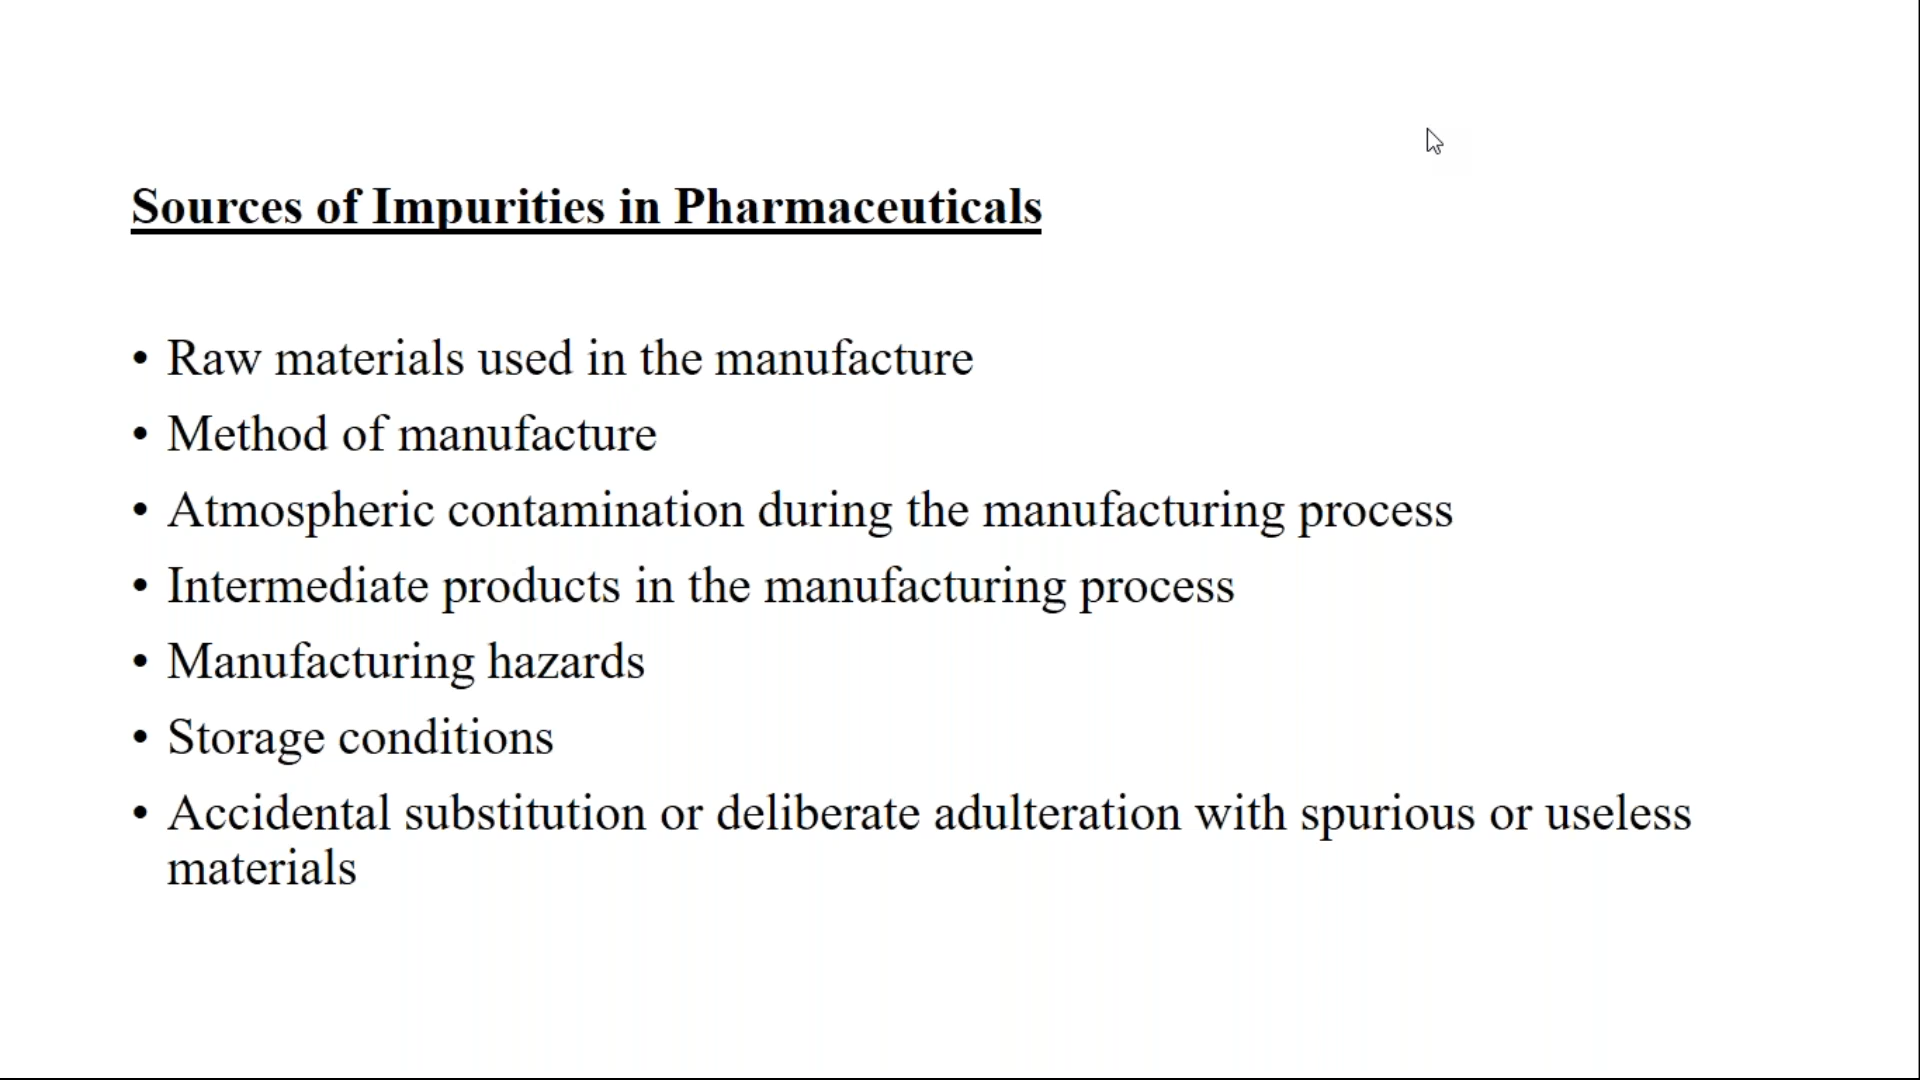 Sources of Impurities in Pharmaceuticals
• Raw materials used in the manufacture
• Method of manufacture
• Atmospheric contamination during the manufacturing process
• Intermediate products in the manufacturing process
• Manufacturing hazards
• Storage conditions
• Accidental substitution or deliberate adulteration with spurious or useless
materials